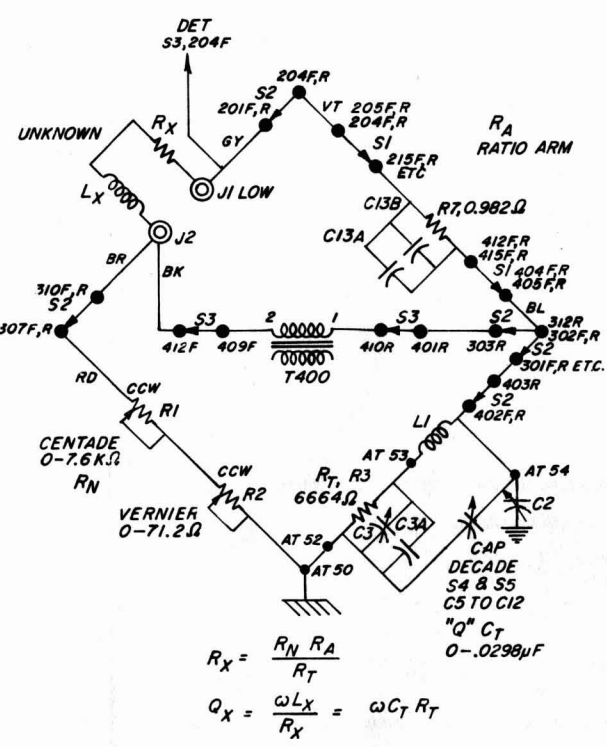 DET
S3, 204F
204F,R
S2
201F,R
GY
VT
205F,R
204F,R
S1
215F,R
ETC
RA
RATIO ARM
UNKNOWN
RX
LX
J1 LOW
J2
C13B
C13A
R7, 0.982Ω
412F,R
415F,R
S1
404F,R
405F,R
BL
BR
BK
310F,R
S2
307F,R
412F
S3
409F
2
1
T400
S3
410R
401R
S2
303R
312R
302F,R
S2
301F,R ETC.
403R
S2
402F,R
RD
CCW
R1
CENTADE
0-7.6KΩ
RN
CCW
R2
VERNIER
0-71.2Ω
L1
AT 53
AT 54
RT, R3
6664Ω
C3
C3A
C2
AT 52
AT 50
CAP
DECADE
S4 & S5
C5 TO C12
"Q" CT
0-.0298µF
RX = RN RA / RT
QX = ωLX / RX = ωCT RT